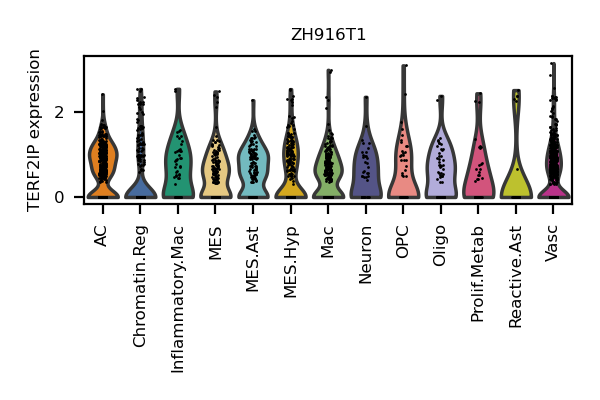 ZH916T1
TERF2IP expression
2
0
AC
Chromatin.Reg
Inflammatory.Mac
MES
MES.Ast
MES.Hyp
Mac
Neuron
OPC
Oligo
Prolif.Metab
Reactive.Ast
Vasc